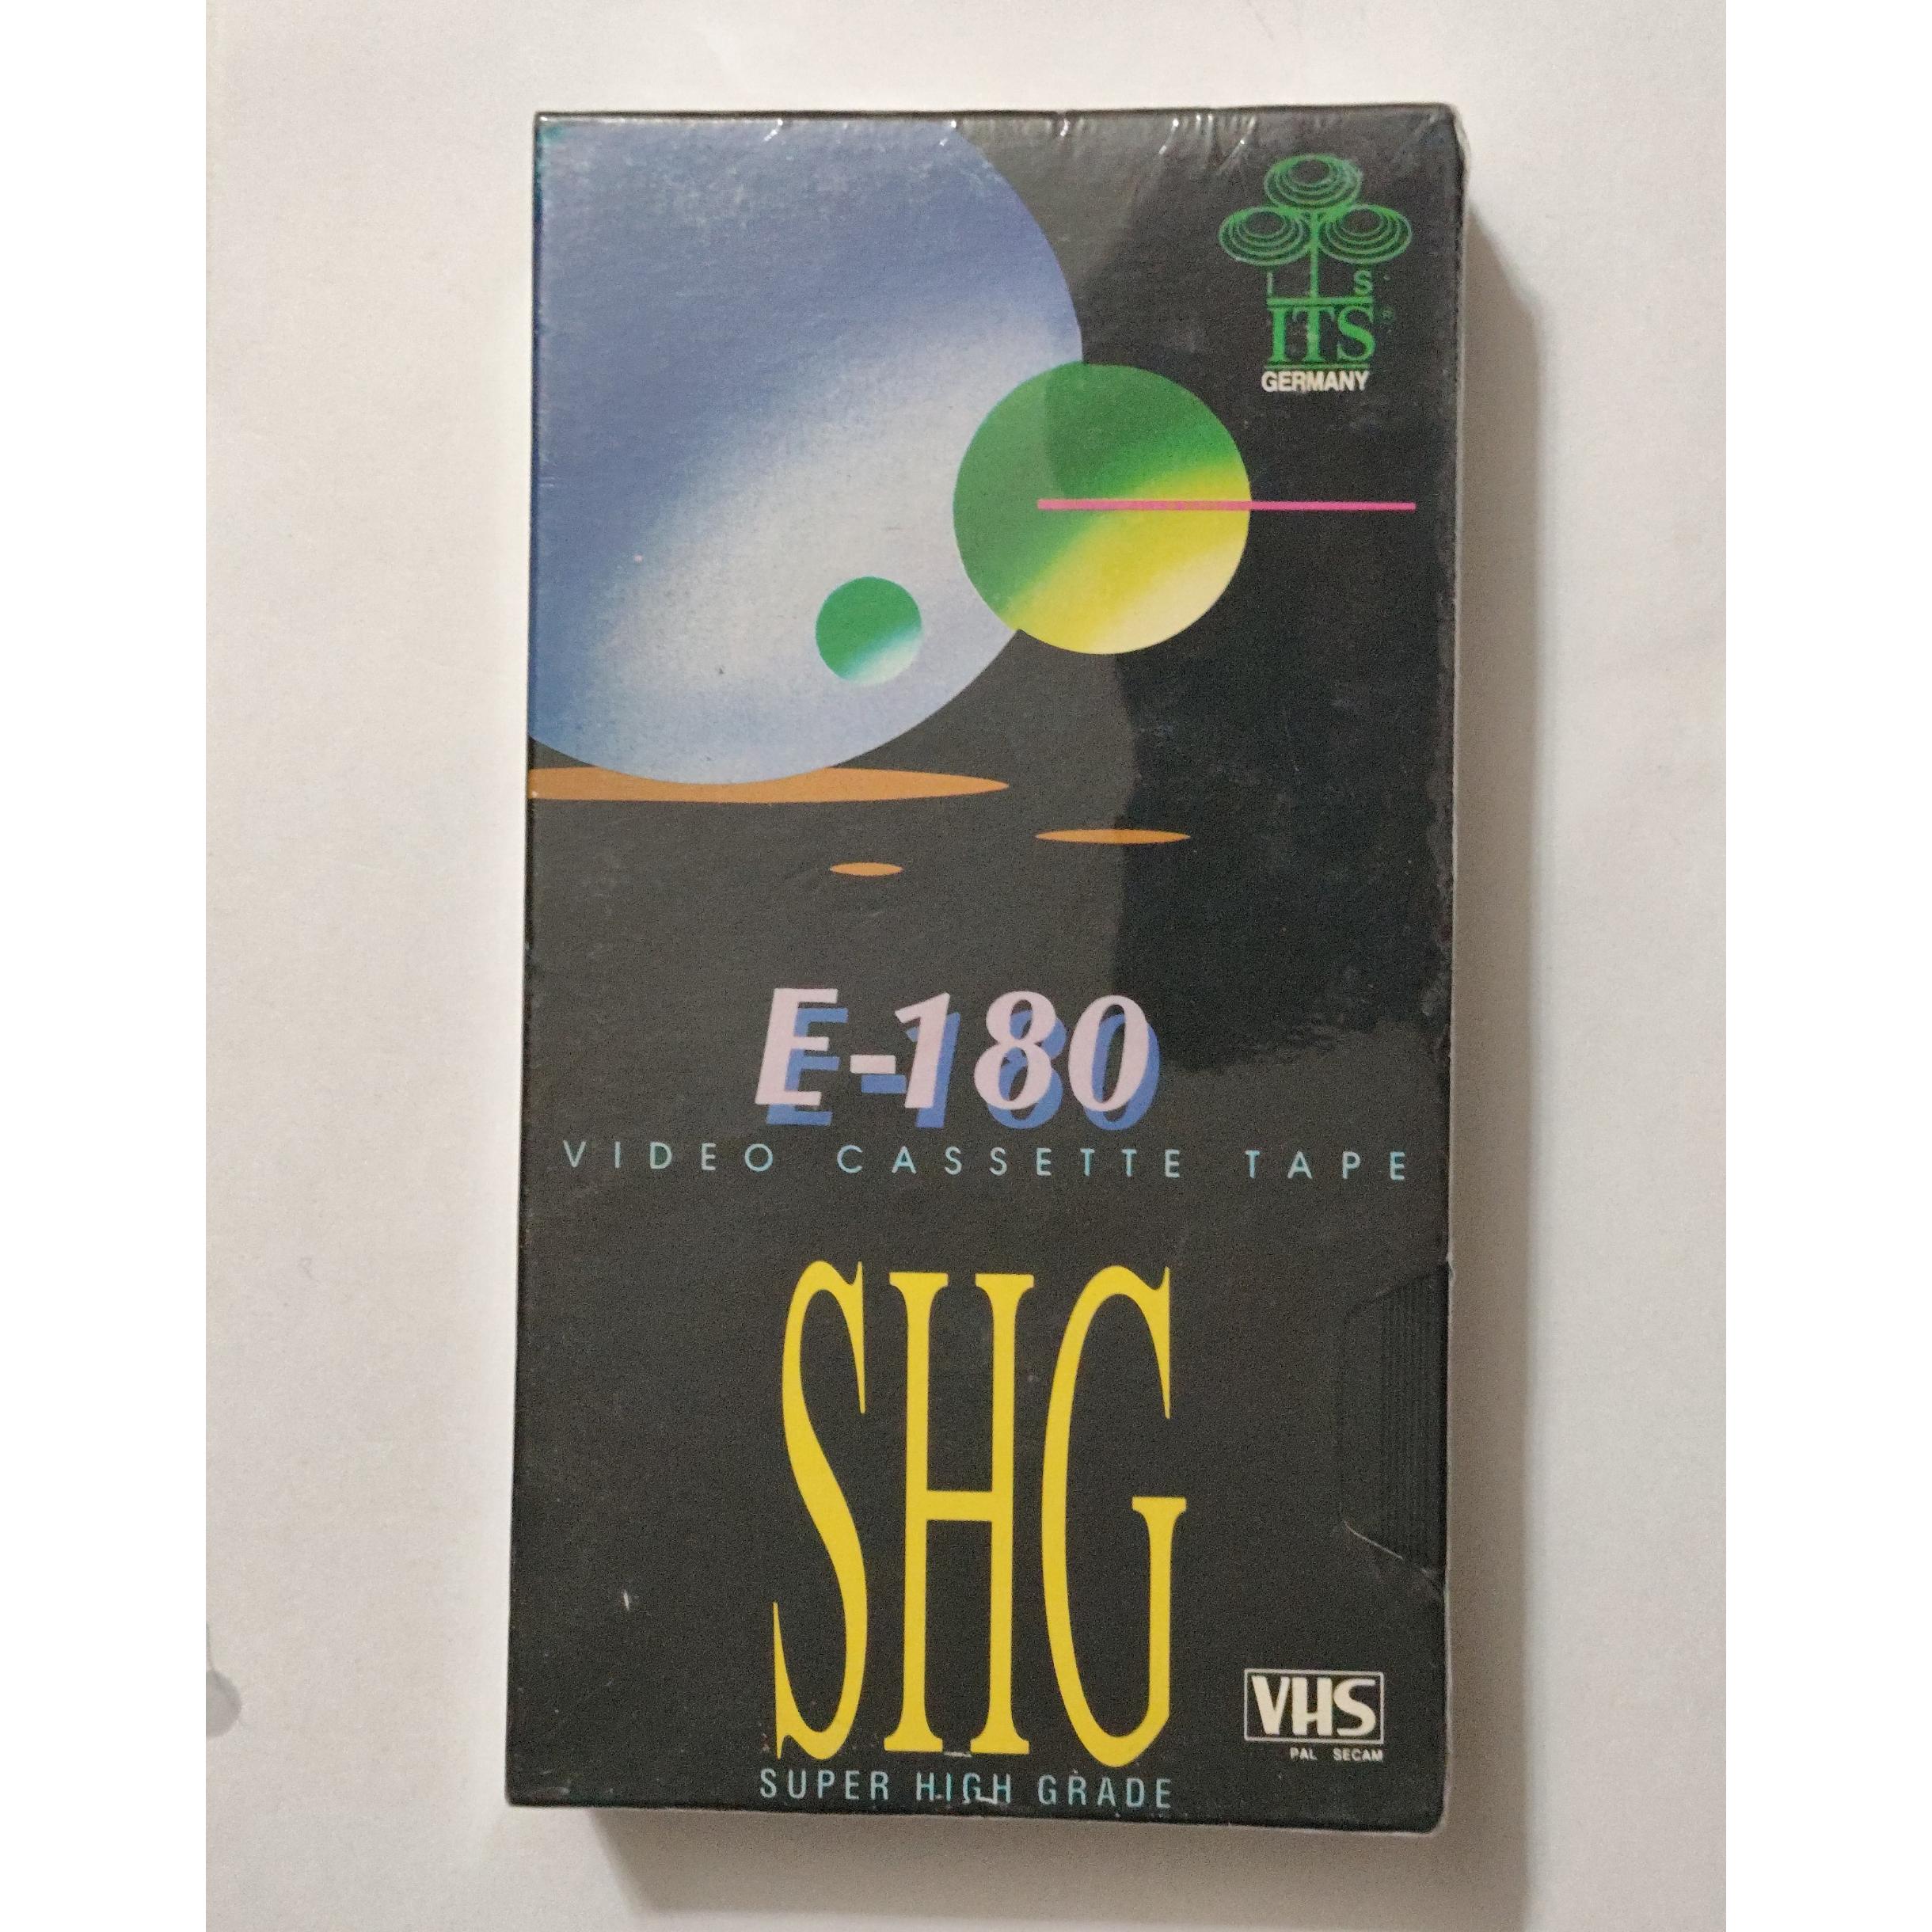 I S
ITS®
GERMANY
E-180
VIDEO CASSETTE TAPE
SHG
SUPER HIGH GRADE
VHS
PAL SECAM